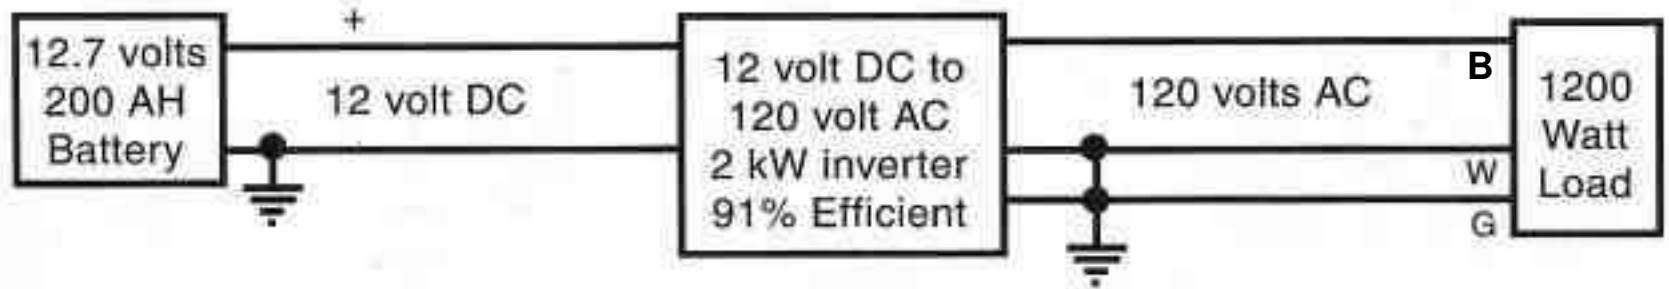 12.7 volts
200 AH
Battery
+
12 volt DC
12 volt DC to
120 volt AC
2 kW inverter
91% Efficient
120 volts AC
B
W
G
1200
Watt
Load